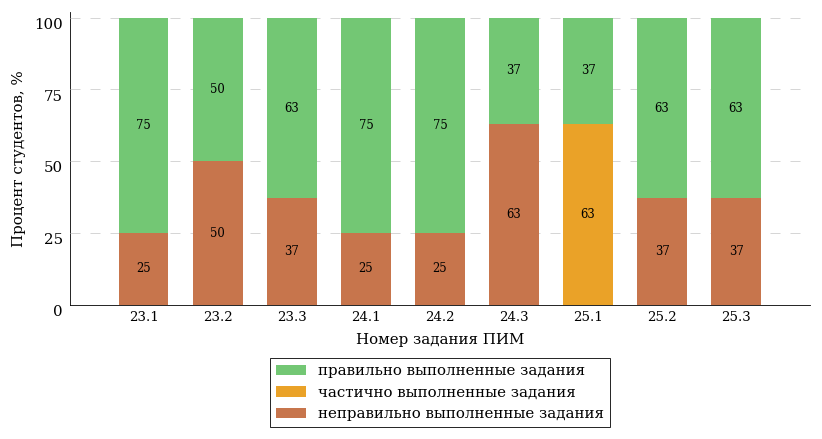 Процент студентов, %
100
75
50
25
0
75 50 63 75 75 37 37 63 63
25 50 37 25 25 63 63 37 37
23.1 23.2 23.3 24.1 24.2 24.3 25.1 25.2 25.3
Номер задания ПИМ
правильно выполненные задания
частично выполненные задания
неправильно выполненные задания